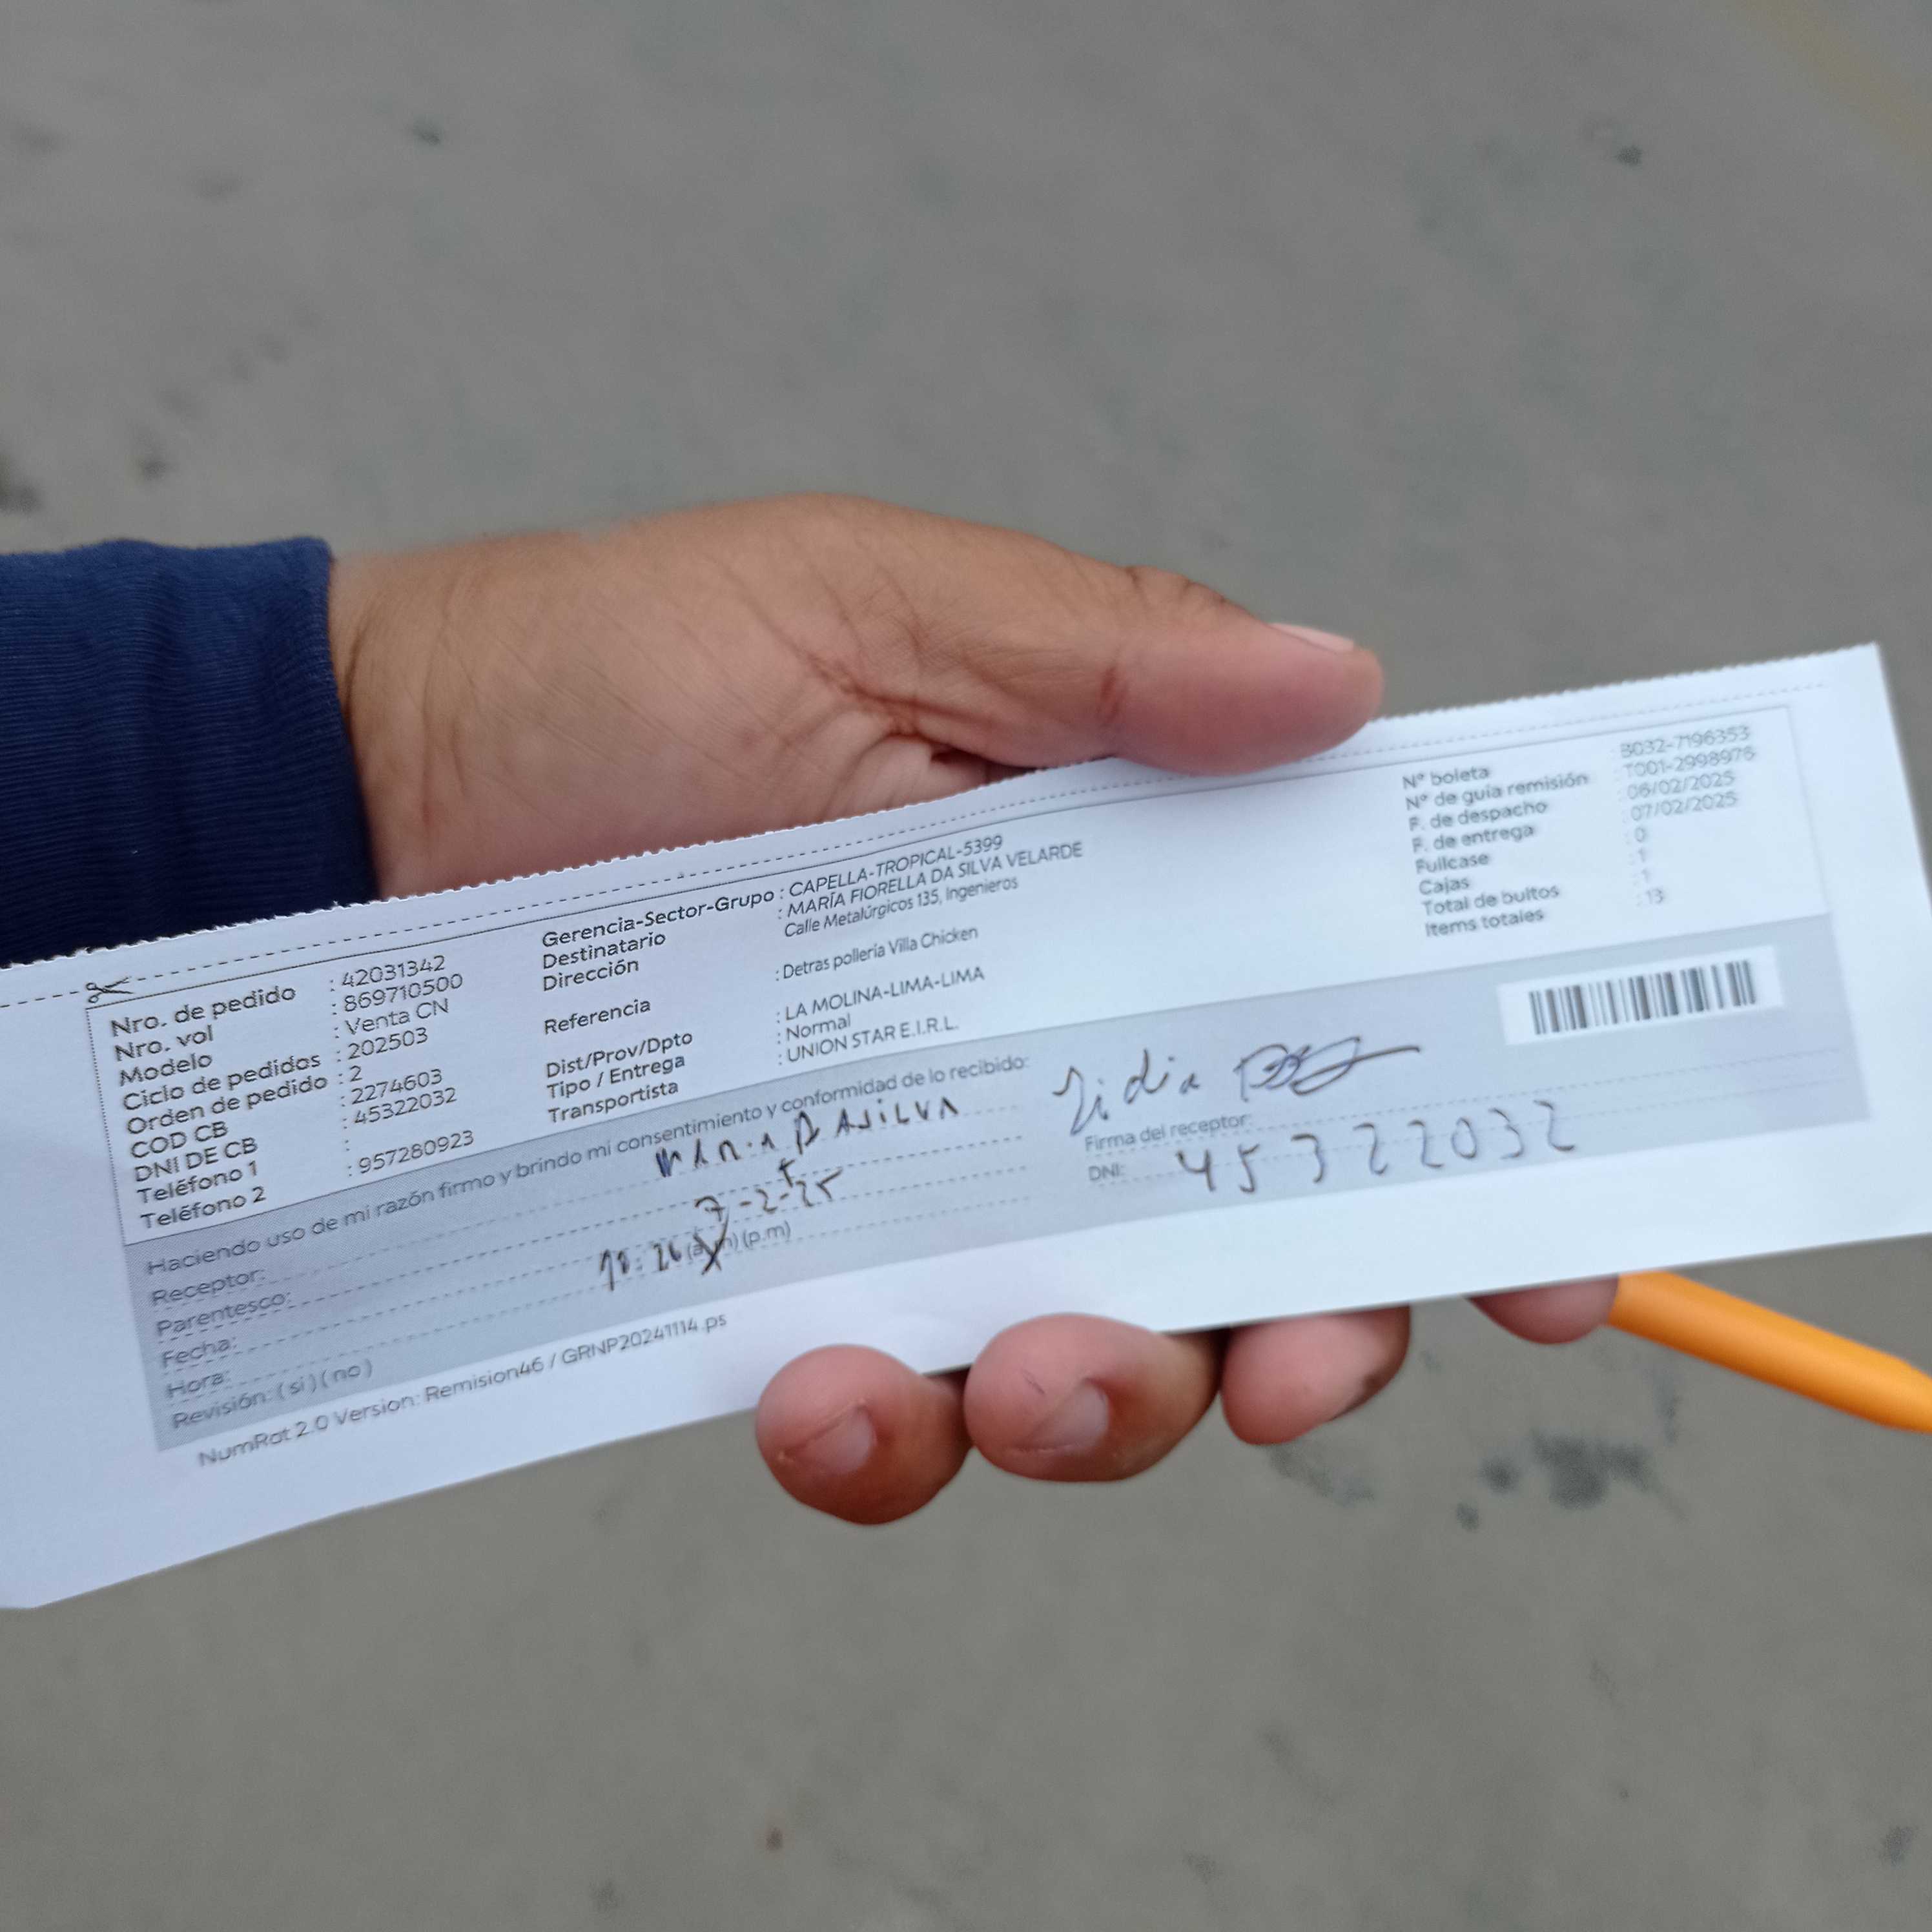 Nro. de pedido : 42031342
Nro. vol : 869710500
Modelo : Venta CN
Ciclo de pedidos : 202503
Orden de pedido : 2
COD CB : 2274603
DNI DE CB : 45322032
Teléfono 1 :
Teléfono 2 : 957280923
Gerencia-Sector-Grupo : CAPELLA-TROPICAL-5399
Destinatario : MARÍA FIORELLA DA SILVA VELARDE
Dirección Calle Metalúrgicos 135, Ingenieros
Referencia : Detras pollería Villa Chicken
Dist/Prov/Dpto : LA MOLINA-LIMA-LIMA
Tipo / Entrega : Normal
Transportista : UNION STAR E.I.R.L.
N° boleta : B032-7196353
N° de guía remisión : T001-2998976
F. de despacho : 06/02/2025
F. de entrega : 07/02/2025
Fullcase : 0
Cajas : 1
Total de bultos : 1
Items totales : 13
Haciendo uso de mi razón firmo y brindo mi consentimiento y conformidad de lo recibido:
Receptor: MARIA DASILVA
Parentesco: T
Fecha: 7-2-25
Hora: :26 (a.m) (p.m)
Revisión: ( si ) ( no )
Firma del receptor:
DNI: 45322032
NumRot 2.0 Version: Remision46 / GRNP20241114.ps